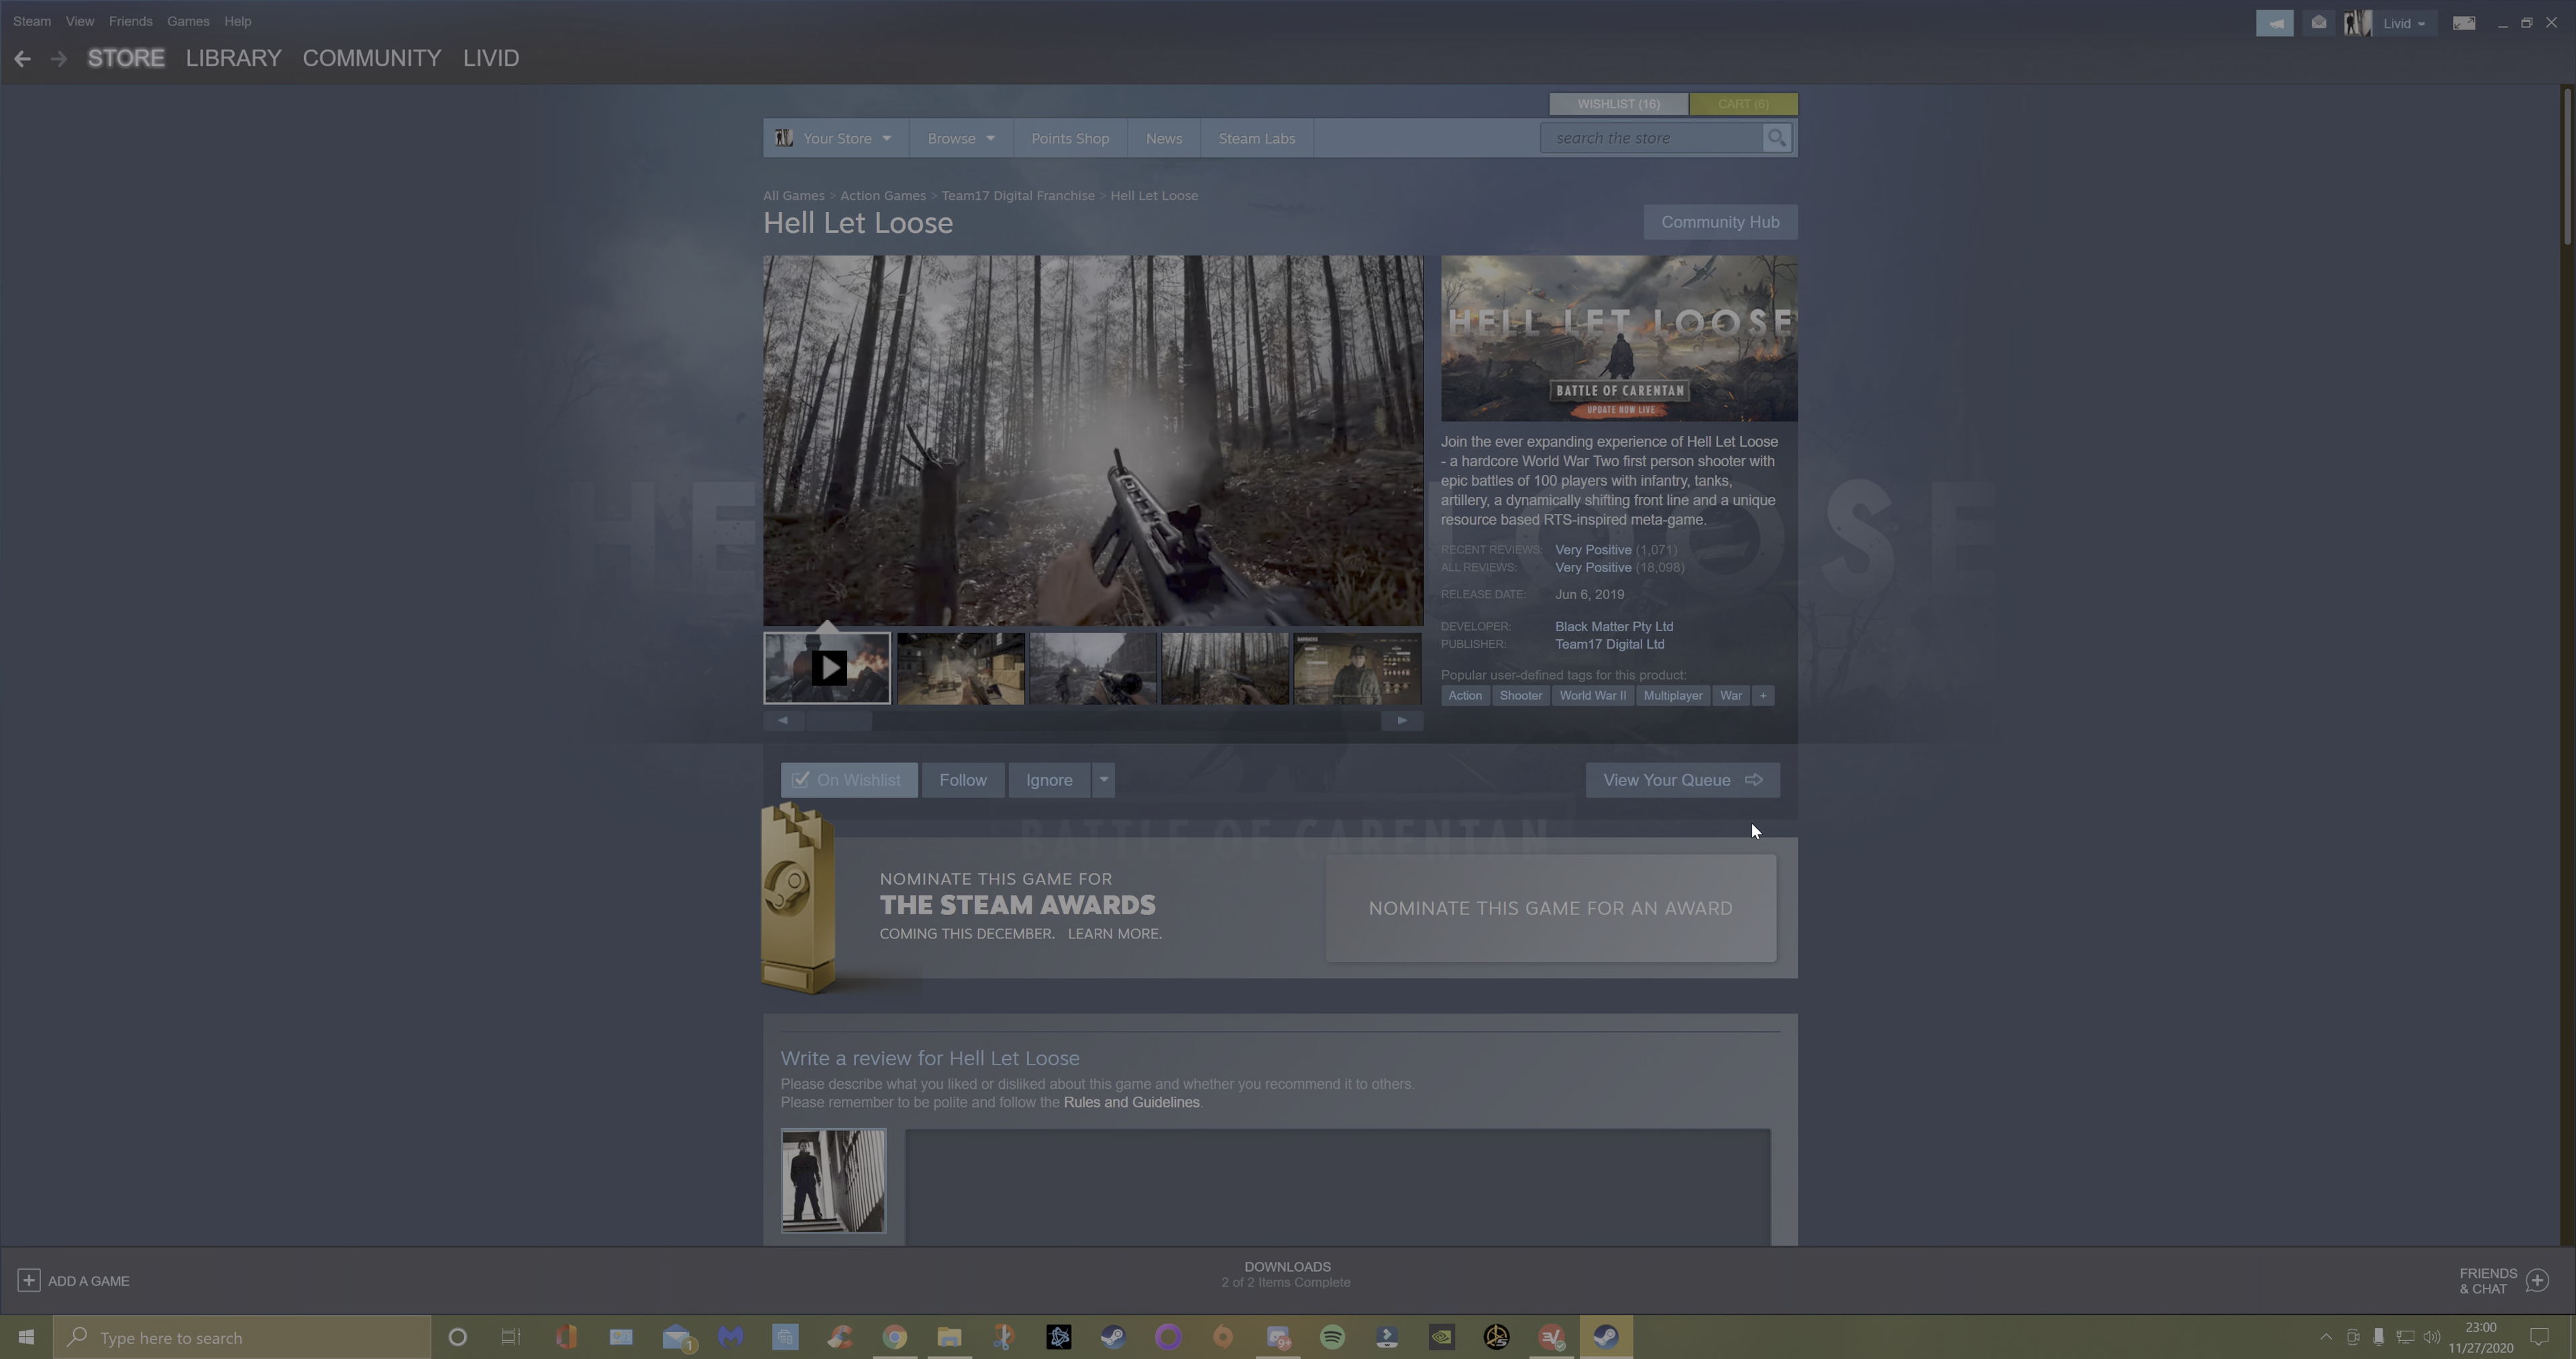 Steam View Friends Games Help
Livid
STORE LIBRARY COMMUNITY LIVID
WISHLIST (16) CART (6)
Your Store Browse Points Shop News Steam Labs search the store
All Games > Action Games > Team17 Digital Franchise > Hell Let Loose
Hell Let Loose
Community Hub
HELL LET LOOSE
BATTLE OF CARENTAN
UPDATE NOW LIVE
Join the ever expanding experience of Hell Let Loose
- a hardcore World War Two first person shooter with
epic battles of 100 players with infantry, tanks,
artillery, a dynamically shifting front line and a unique
resource based RTS-inspired meta-game.
RECENT REVIEWS: Very Positive (1,071)
ALL REVIEWS: Very Positive (18,098)
RELEASE DATE: Jun 6, 2019
DEVELOPER: Black Matter Pty Ltd
PUBLISHER: Team17 Digital Ltd
Popular user-defined tags for this product:
Action Shooter World War II Multiplayer War +
On Wishlist Follow Ignore View Your Queue
BATTLE OF CARENTAN
NOMINATE THIS GAME FOR
THE STEAM AWARDS
COMING THIS DECEMBER. LEARN MORE.
NOMINATE THIS GAME FOR AN AWARD
Write a review for Hell Let Loose
Please describe what you liked or disliked about this game and whether you recommend it to others.
Please remember to be polite and follow the Rules and Guidelines.
ADD A GAME
DOWNLOADS
2 of 2 Items Complete
FRIENDS
& CHAT
Type here to search
1
9+
23:00
11/27/2020